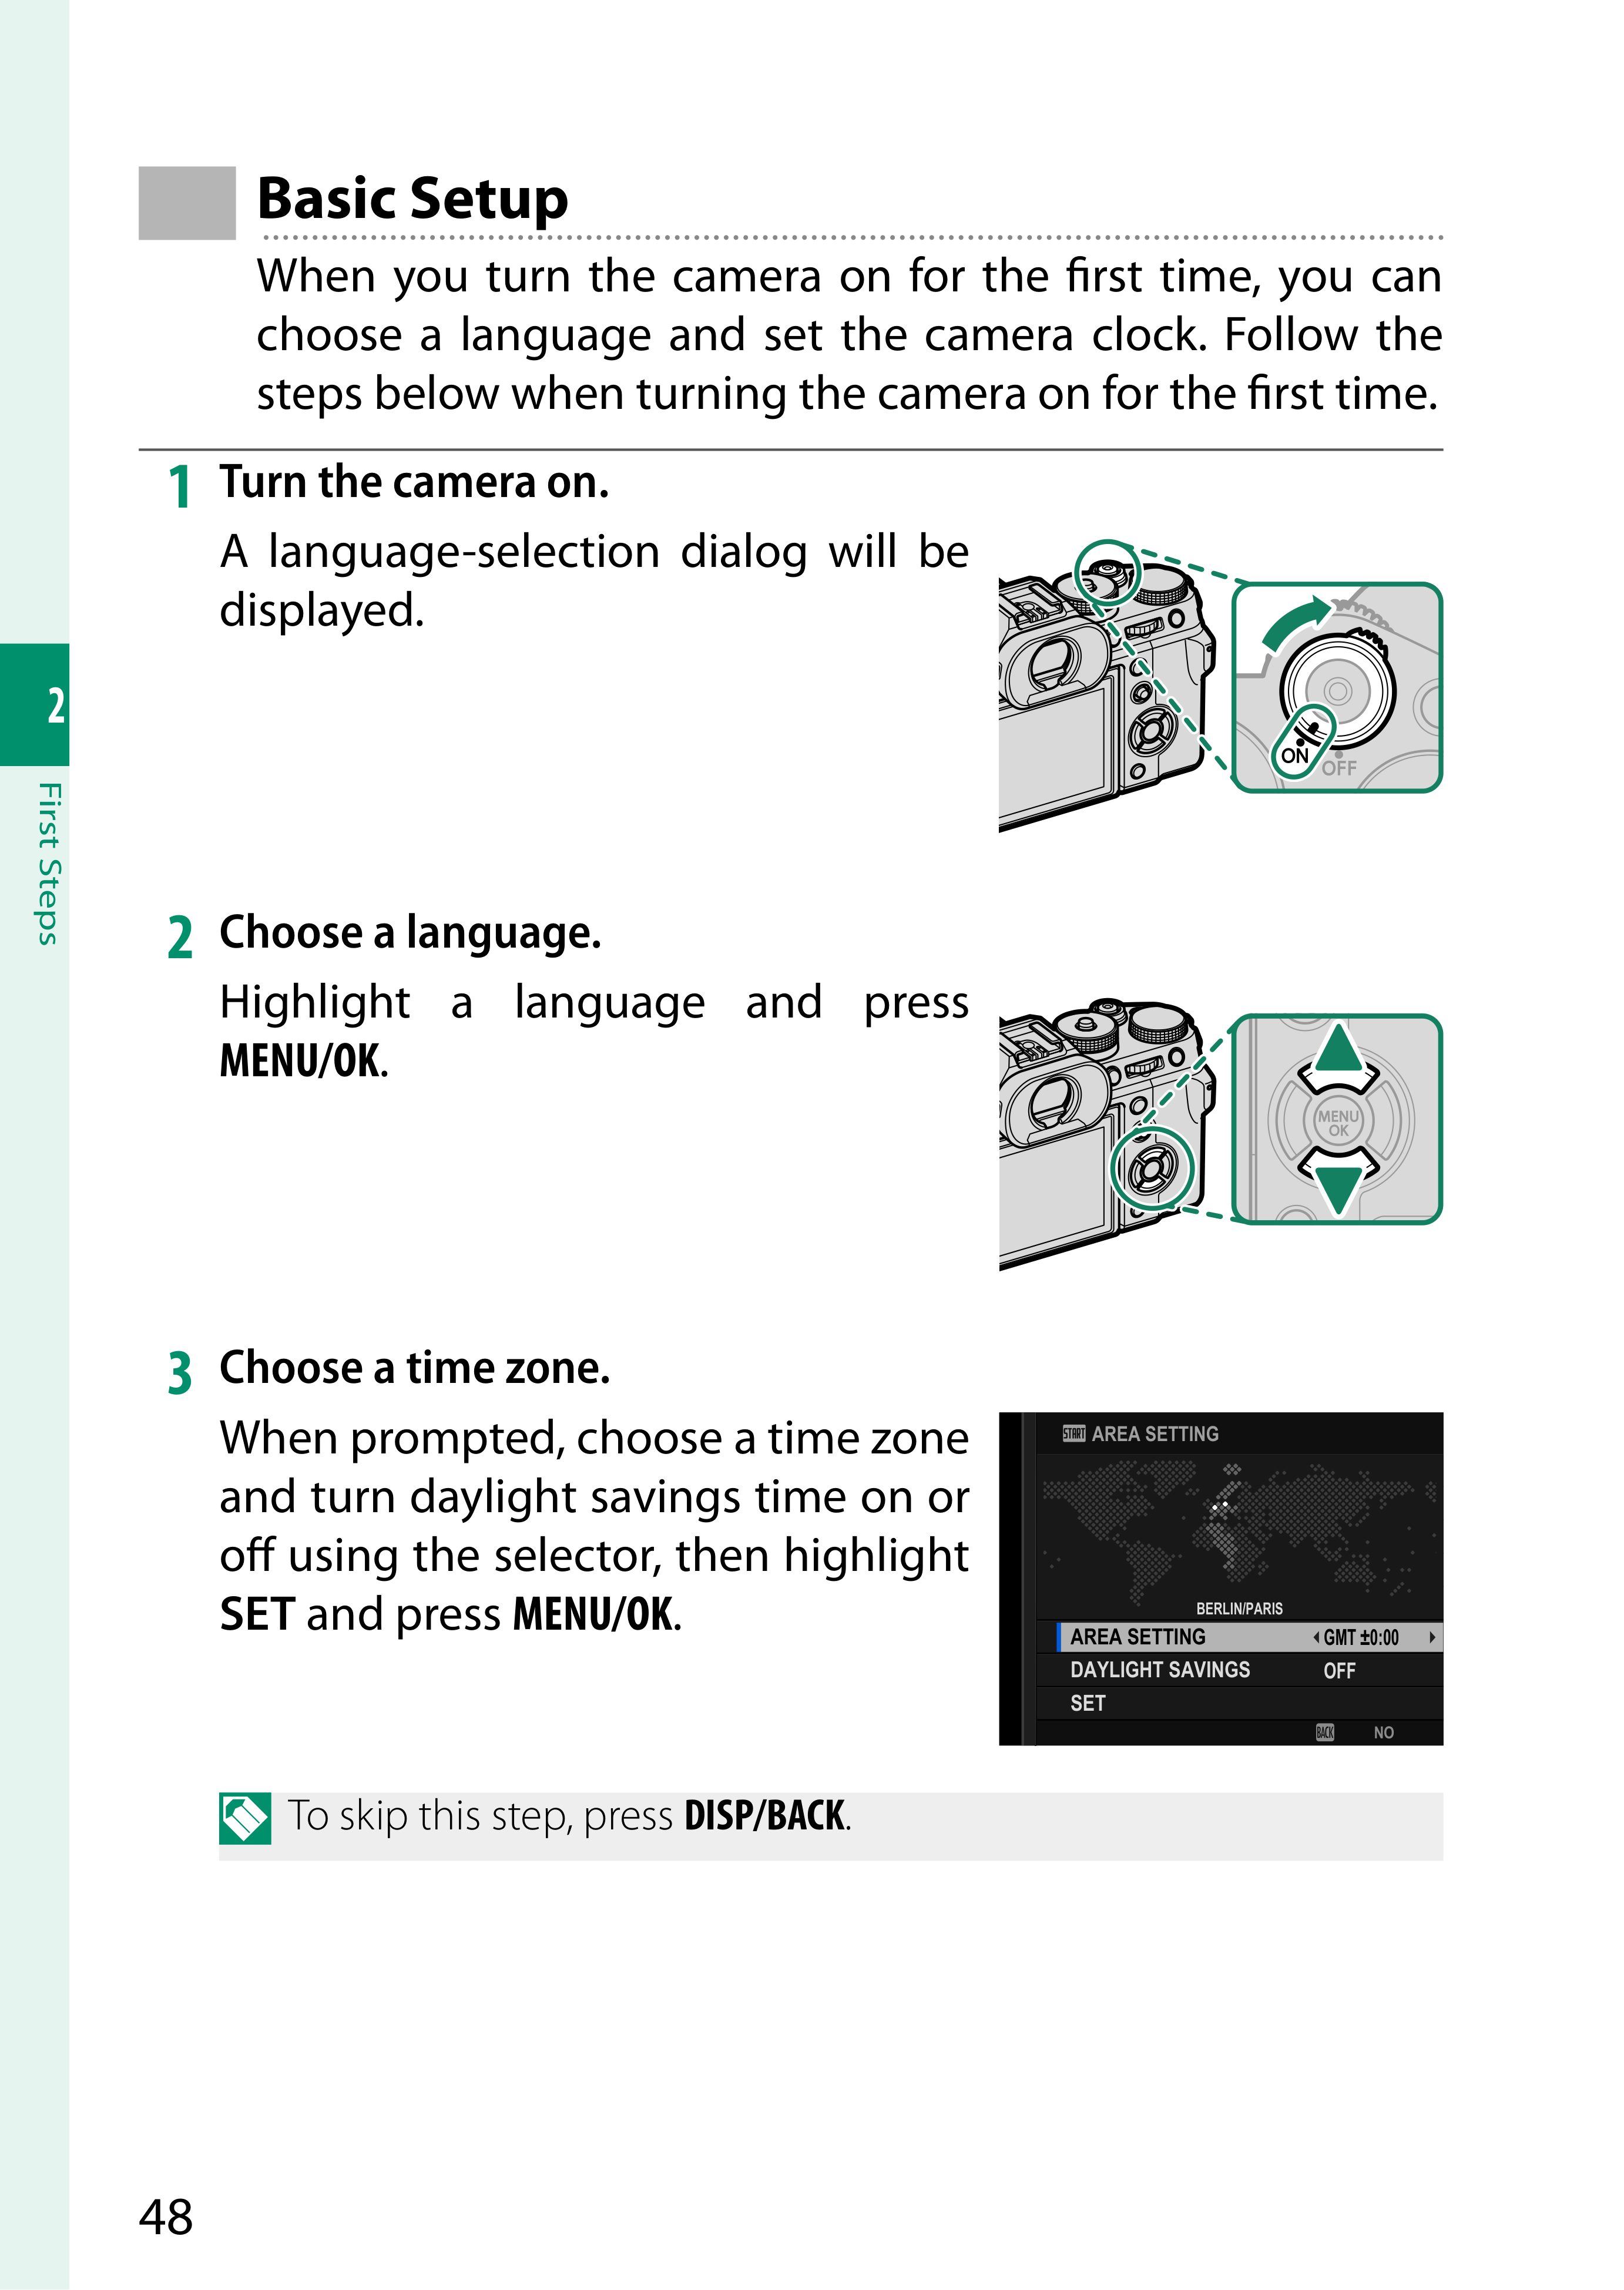 Basic Setup
When you turn the camera on for the first time, you can
choose a language and set the camera clock. Follow the
steps below when turning the camera on for the first time.
1 Turn the camera on.
A language-selection dialog will be
displayed.
ON
OFF
2
First Steps
2 Choose a language.
Highlight a language and press
MENU/OK.
MENU
OK
3 Choose a time zone.
When prompted, choose a time zone
and turn daylight savings time on or
off using the selector, then highlight
SET and press MENU/OK.
START AREA SETTING
BERLIN/PARIS
AREA SETTING GMT ±0:00
DAYLIGHT SAVINGS OFF
SET
BACK NO
To skip this step, press DISP/BACK.
48